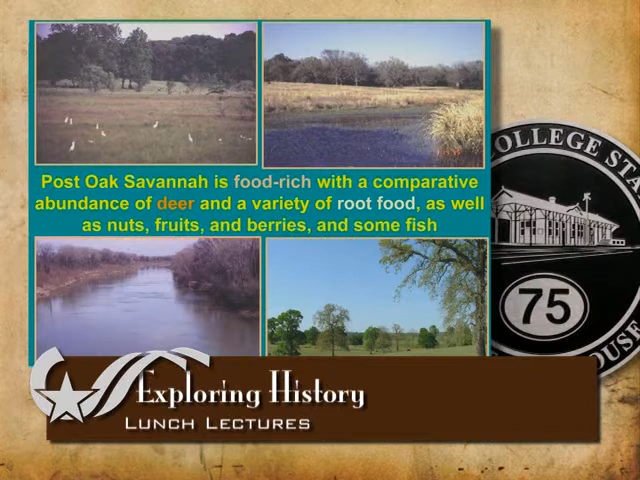 Post Oak Savannah is food-rich with a comparative
abundance of deer and a variety of root food, as well
as nuts, fruits, and berries, and some fish
COLLEGE STA
75
HOUSE
Exploring History
LUNCH LECTURES